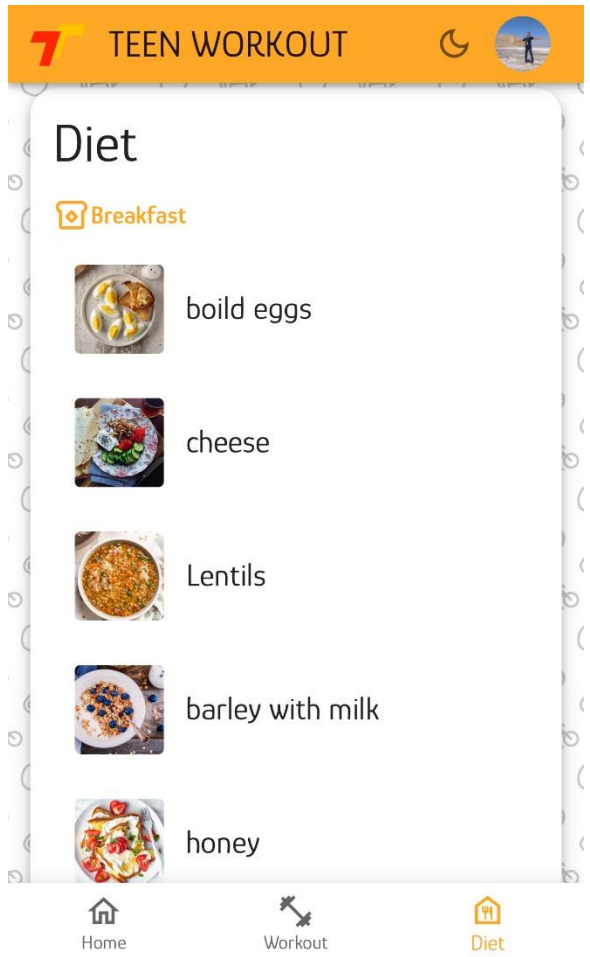 TEEN WORKOUT
Diet
Breakfast
boild eggs
cheese
Lentils
barley with milk
honey
Home
Workout
Diet